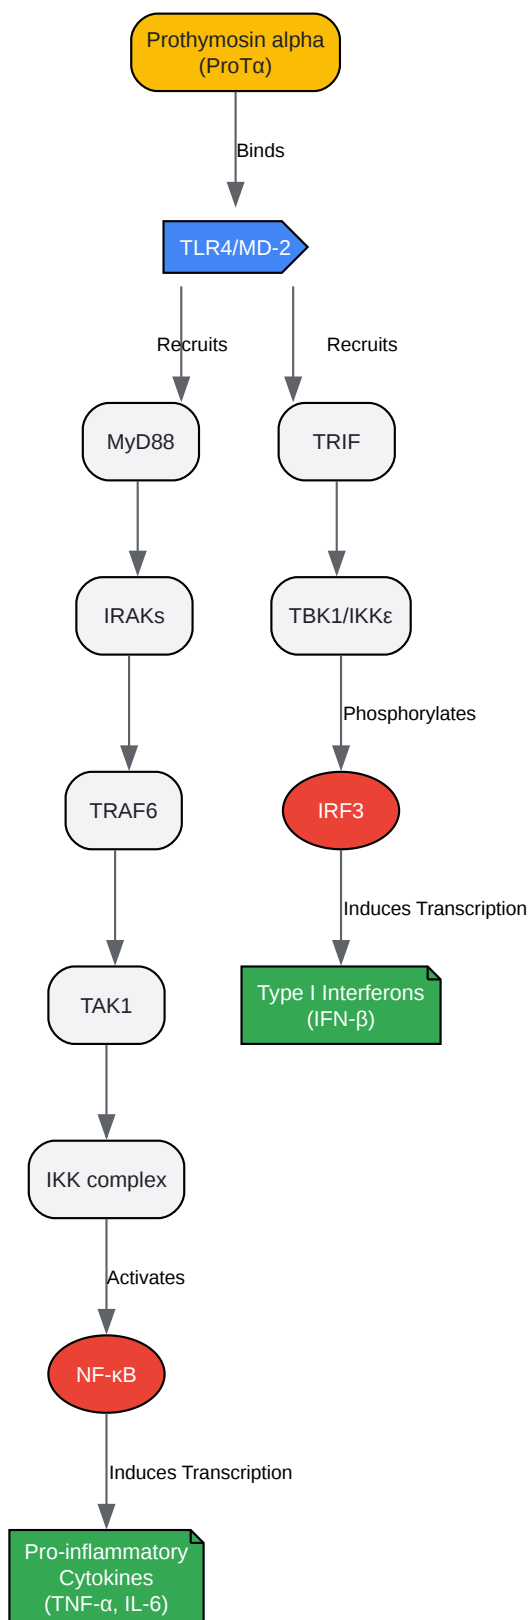 Prothymosin alpha
(ProTα)
Binds
TLR4/MD-2
Recruits
Recruits
MyD88
TRIF
IRAKs
TBK1/IKKε
Phosphorylates
TRAF6
IRF3
Induces Transcription
TAK1
Type I Interferons
(IFN-β)
IKK complex
Activates
NF-κB
Induces Transcription
Pro-inflammatory
Cytokines
(TNF-α, IL-6)